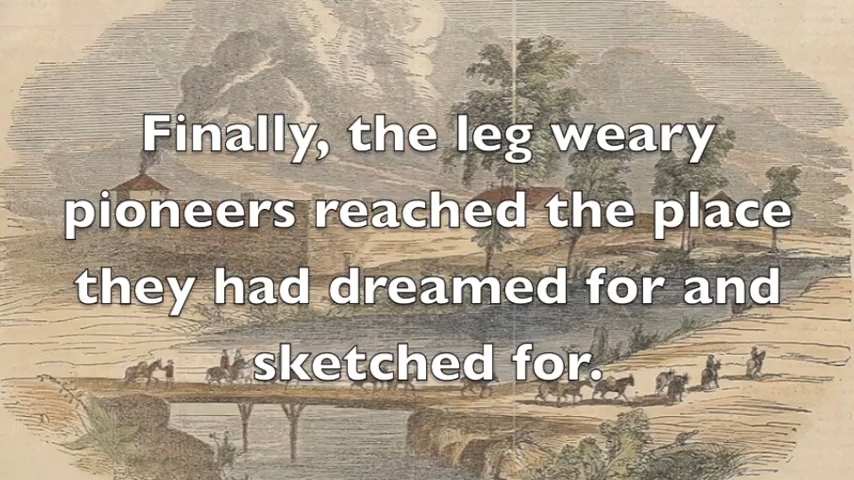 Finally, the leg weary
pioneers reached the place
they had dreamed for and
sketched for.